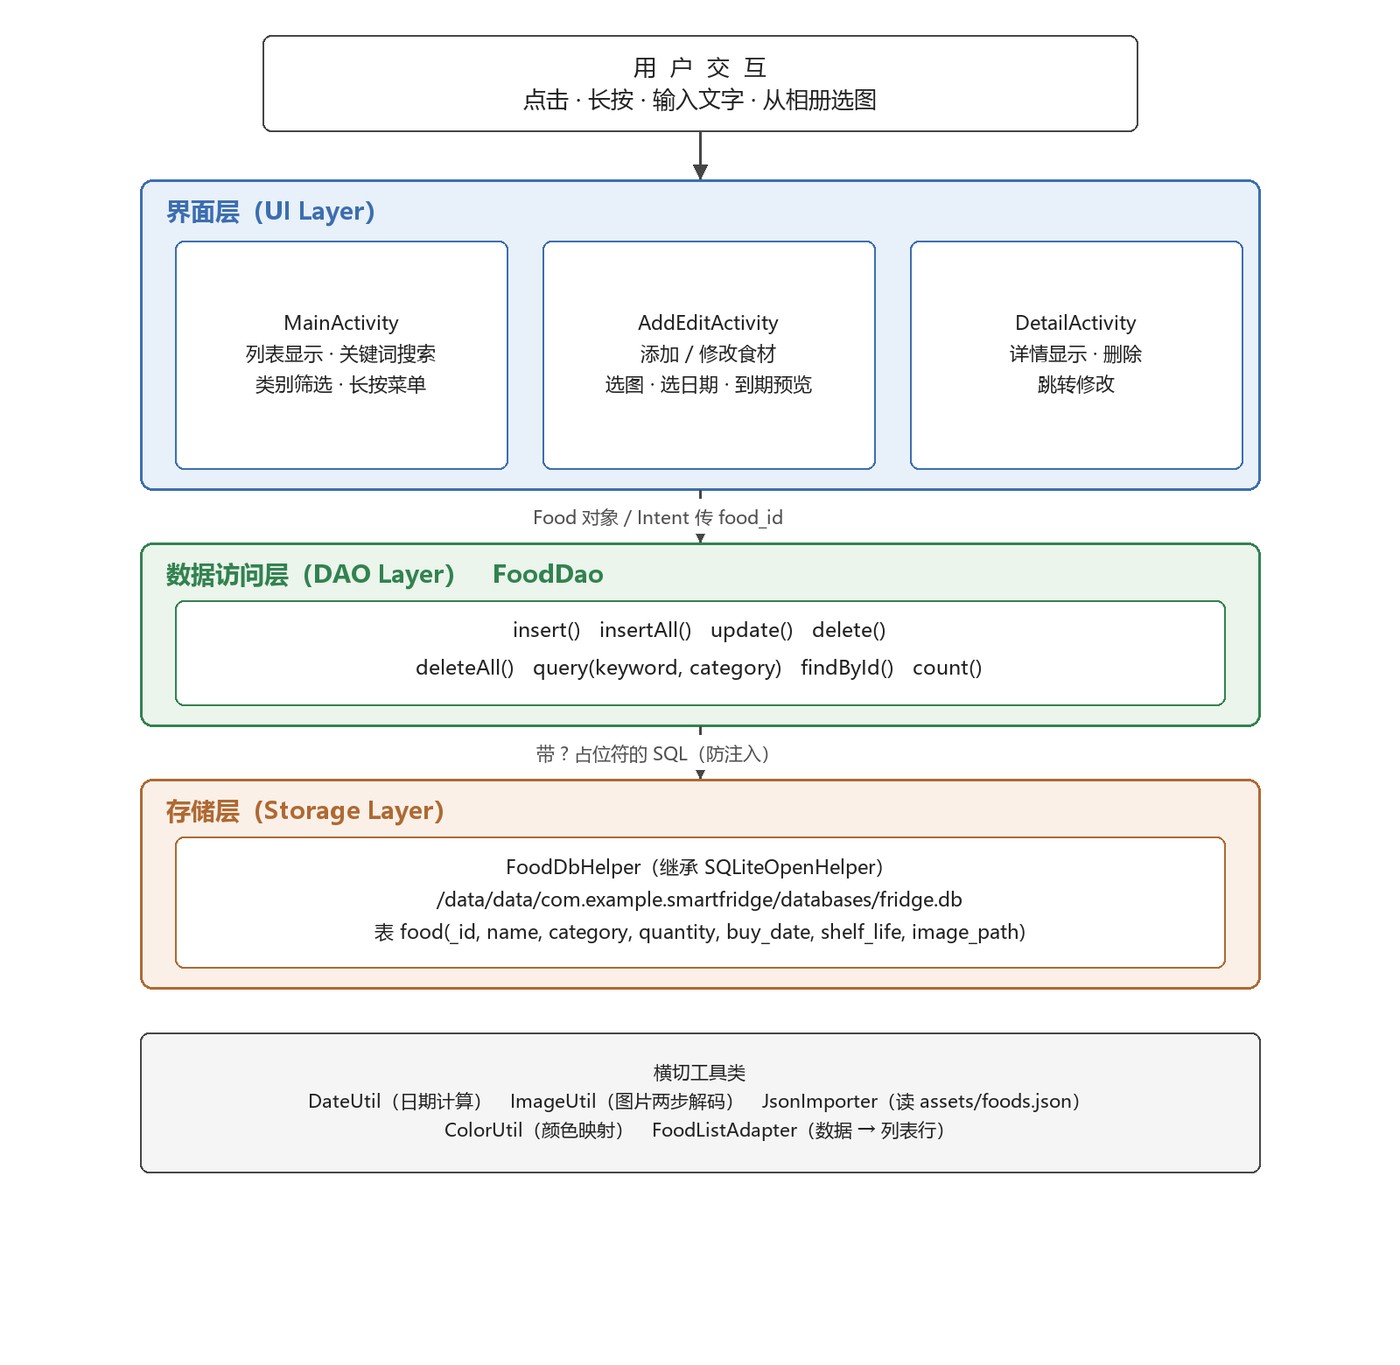 用 户 交 互
点击 · 长按 · 输入文字 · 从相册选图
界面层（UI Layer）
MainActivity
列表显示 · 关键词搜索
类别筛选 · 长按菜单
AddEditActivity
添加 / 修改食材
选图 · 选日期 · 到期预览
DetailActivity
详情显示 · 删除
跳转修改
Food 对象 / Intent 传 food_id
数据访问层（DAO Layer） FoodDao
insert() insertAll() update() delete()
deleteAll() query(keyword, category) findById() count()
带 ? 占位符的 SQL（防注入）
存储层（Storage Layer）
FoodDbHelper（继承 SQLiteOpenHelper）
/data/data/com.example.smartfridge/databases/fridge.db
表 food(_id, name, category, quantity, buy_date, shelf_life, image_path)
横切工具类
DateUtil（日期计算） ImageUtil（图片两步解码） JsonImporter（读 assets/foods.json）
ColorUtil（颜色映射） FoodListAdapter（数据 → 列表行）